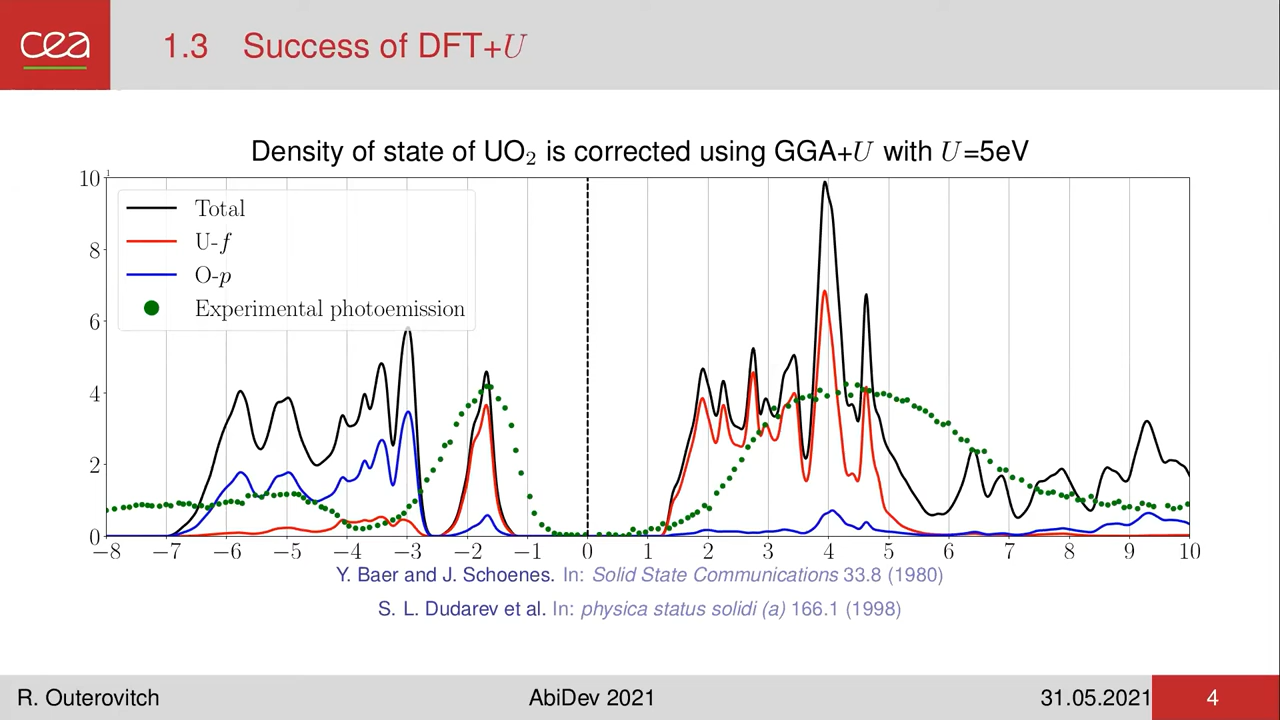 cea
1.3 Success of DFT+U
Density of state of UO₂ is corrected using GGA+U with U=5eV
10
8
6
4
2
0
Total
U-f
O-p
Experimental photoemission
−8 −7 −6 −5 −4 −3 −2 −1 0 1 2 3 4 5 6 7 8 9 10
Y. Baer and J. Schoenes. In: Solid State Communications 33.8 (1980)
S. L. Dudarev et al. In: physica status solidi (a) 166.1 (1998)
R. Outerovitch AbiDev 2021 31.05.2021 4